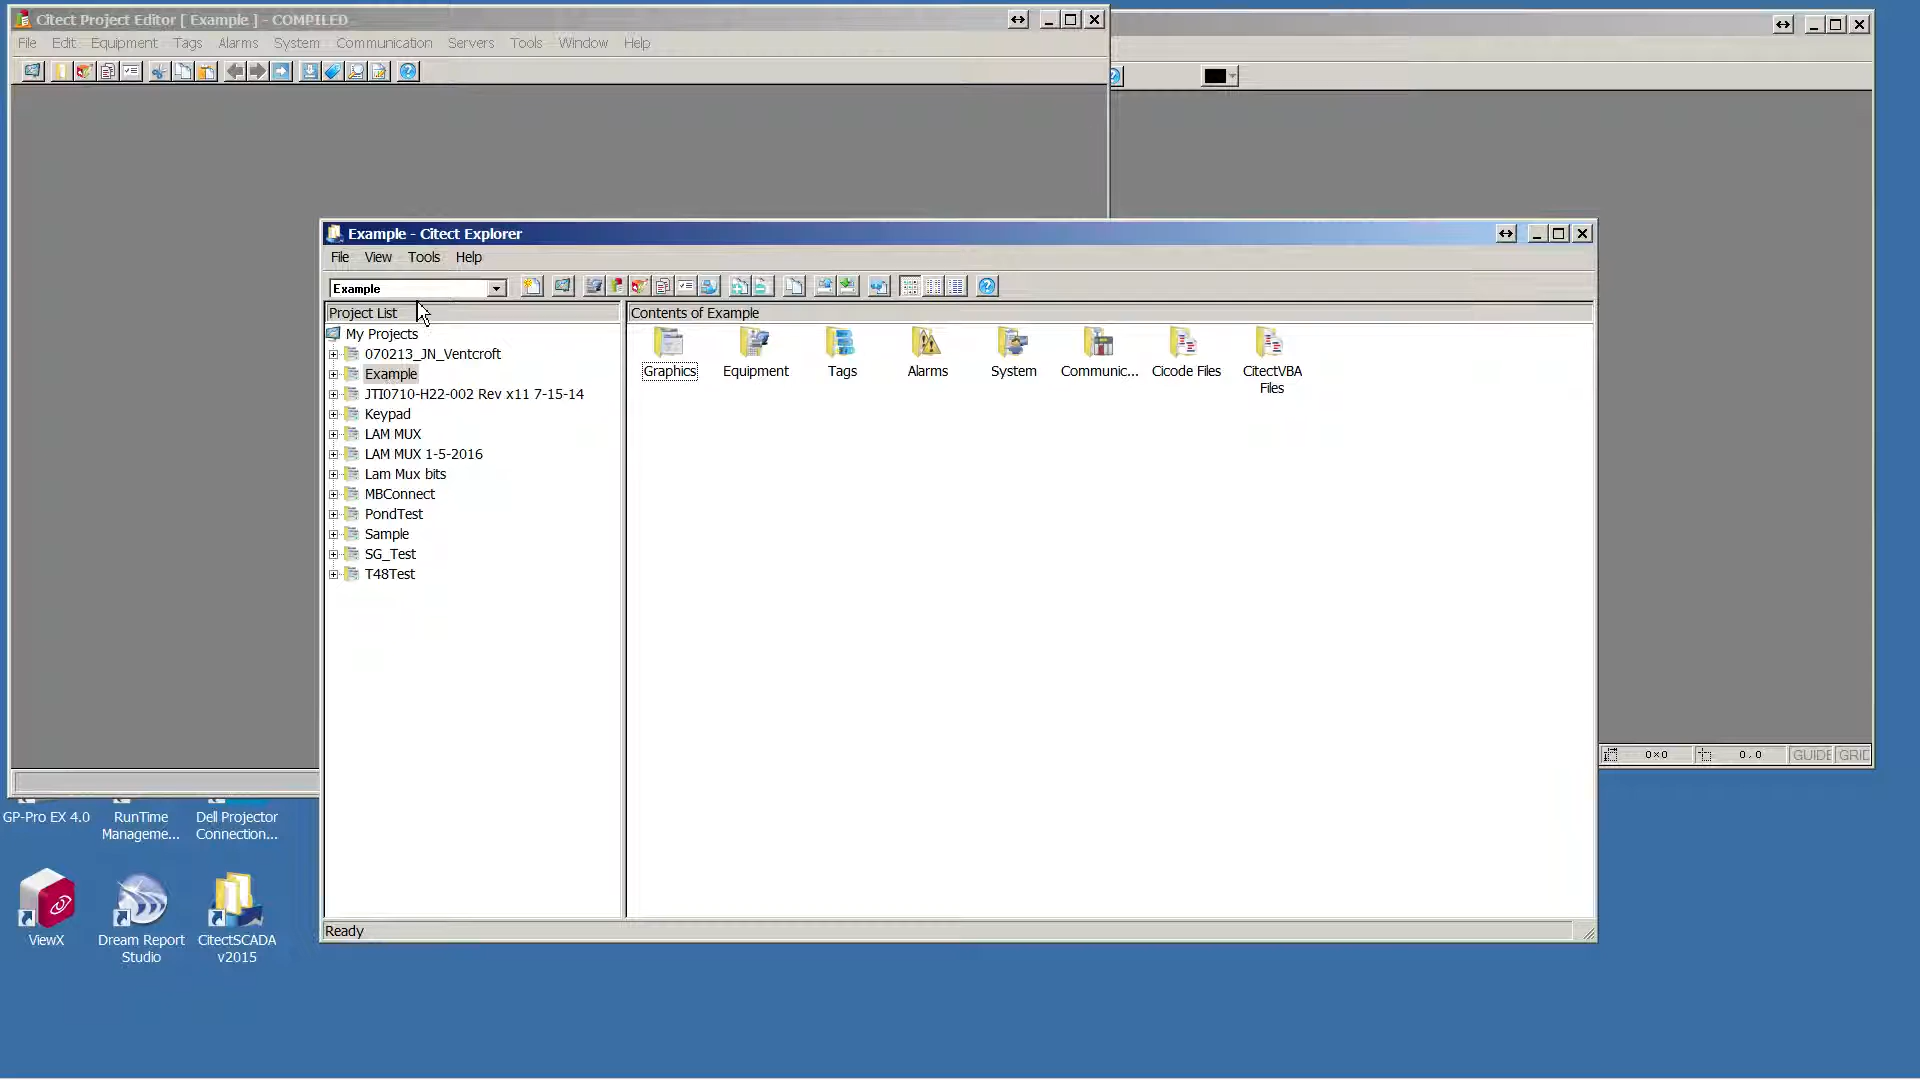 Citect Project Editor [ Example ] - COMPILED
File Edit Equipment Tags Alarms System Communication Servers Tools Window Help
Example - Citect Explorer
File View Tools Help
Example
Project List
My Projects
070213_JN_Ventcroft
Example
JTI0710-H22-002 Rev x11 7-15-14
Keypad
LAM MUX
LAM MUX 1-5-2016
Lam Mux bits
MBConnect
PondTest
Sample
SG_Test
T48Test
Contents of Example
Graphics
Equipment
Tags
Alarms
System
Communic...
Cicode Files
CitectVBA
Files
Ready
0×0
0,0
GUIDE
GRID
GP-Pro EX 4.0
RunTime
Manageme...
Dell Projector
Connection...
ViewX
Dream Report
Studio
CitectSCADA
v2015